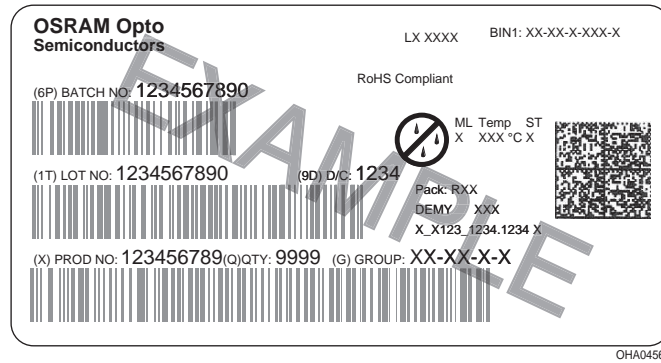 OSRAM Opto
Semiconductors
LX XXXX
BIN1: XX-XX-X-XXX-X
RoHS Compliant
(6P) BATCH NO: 1234567890
ML Temp ST
X XXX °C X
(1T) LOT NO: 1234567890 (9D) D/C: 1234
Pack: RXX
DEMY XXX
X_X123_1234.1234 X
(X) PROD NO: 123456789(Q)QTY: 9999 (G) GROUP: XX-XX-X-X
EXAMPLE